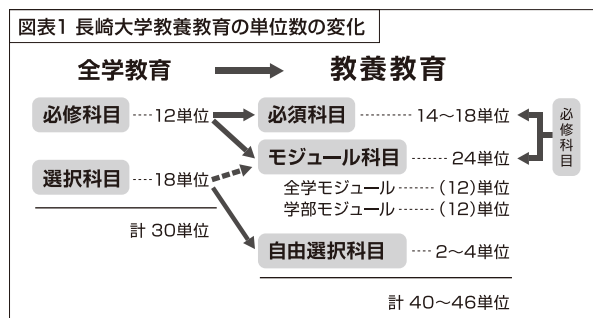 図表1 長崎大学教養教育の単位数の変化
全学教育 教養教育
必修科目 ……12単位 必須科目 ……… 14〜18単位
モジュール科目 ……24単位
選択科目 ……18単位
全学モジュール ………(12)単位
学部モジュール ………(12)単位
計 30単位
自由選択科目 …… 2〜4単位
計 40〜46単位
必修科目